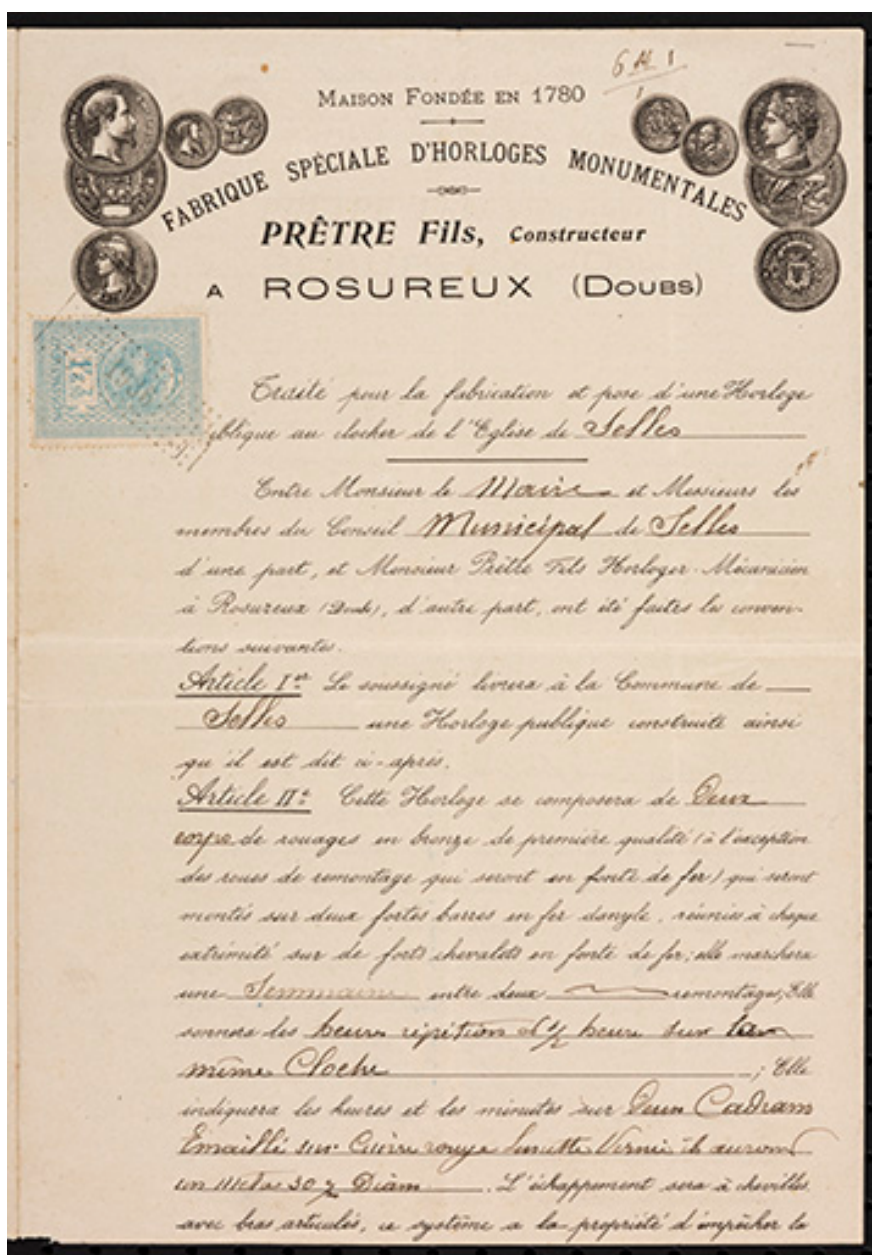 6 M 1
1
MAISON FONDÉE EN 1780
FABRIQUE SPÉCIALE D'HORLOGES MONUMENTALES
PRÊTRE Fils, Constructeur
A ROSUREUX (DOUBS)
Traité pour la fabrication et pose d'une Horloge
publique au clocher de l'Eglise de Selles
Entre Monsieur le Maire et Messieurs les
membres du Conseil Municipal de Selles
d'une part, et Monsieur Prêtre Fils Horloger-Mécanicien
à Rosureux (Doubs), d'autre part, ont été faites les conven-
tions suivantes.
Article Ier Le soussigné livrera à la Commune de
Selles une Horloge publique construite ainsi
qu'il est dit ci-après.
Article IIe Cette Horloge se composera de Deux
corps de rouages en bronze de première qualité (à l'exception
des roues de remontage qui seront en fonte de fer) qui seront
montés sur deux fortes barres en fer d'angle, réunies à chaque
extrémité sur de forts chevalets en fonte de fer; elle marchera
une Semmaine entre deux remontages; Elle
sonnera les heures répétition et ½ heure sur la
même Cloche ; Elle
indiquera les heures et les minutes sur Deux Cadrans
Emaillé sur Cuivre rouge lunette Vernie ils auront
un mètre 30 Diam. L'échappement sera à chevilles
avec bras articulés, ce système a la propriété d'empêcher la